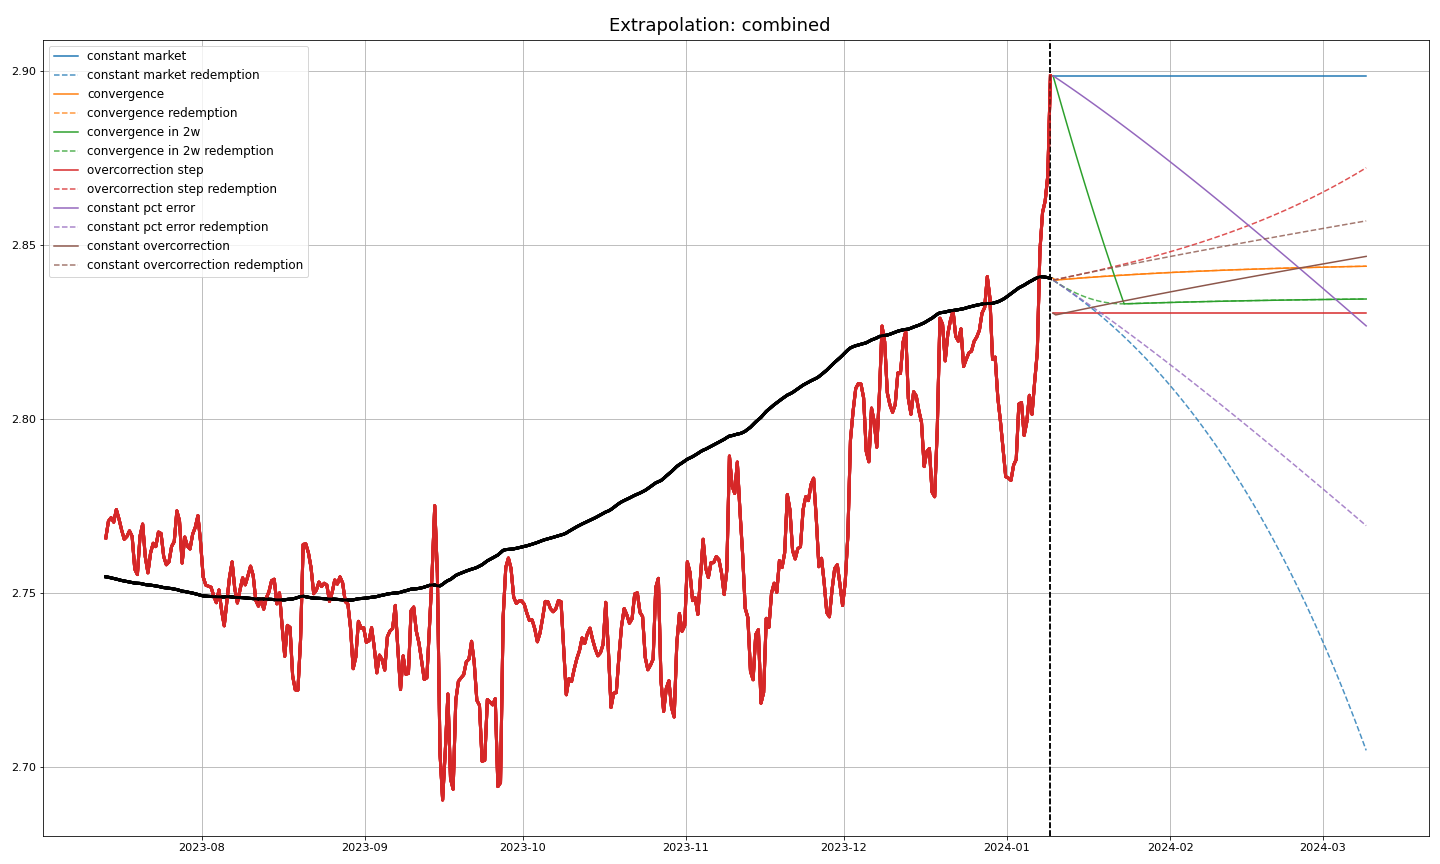 Extrapolation: combined
constant market
constant market redemption
convergence
convergence redemption
convergence in 2w
convergence in 2w redemption
overcorrection step
overcorrection step redemption
constant pct error
constant pct error redemption
constant overcorrection
constant overcorrection redemption
2.90
2.85
2.80
2.75
2.70
2023-08
2023-09
2023-10
2023-11
2023-12
2024-01
2024-02
2024-03